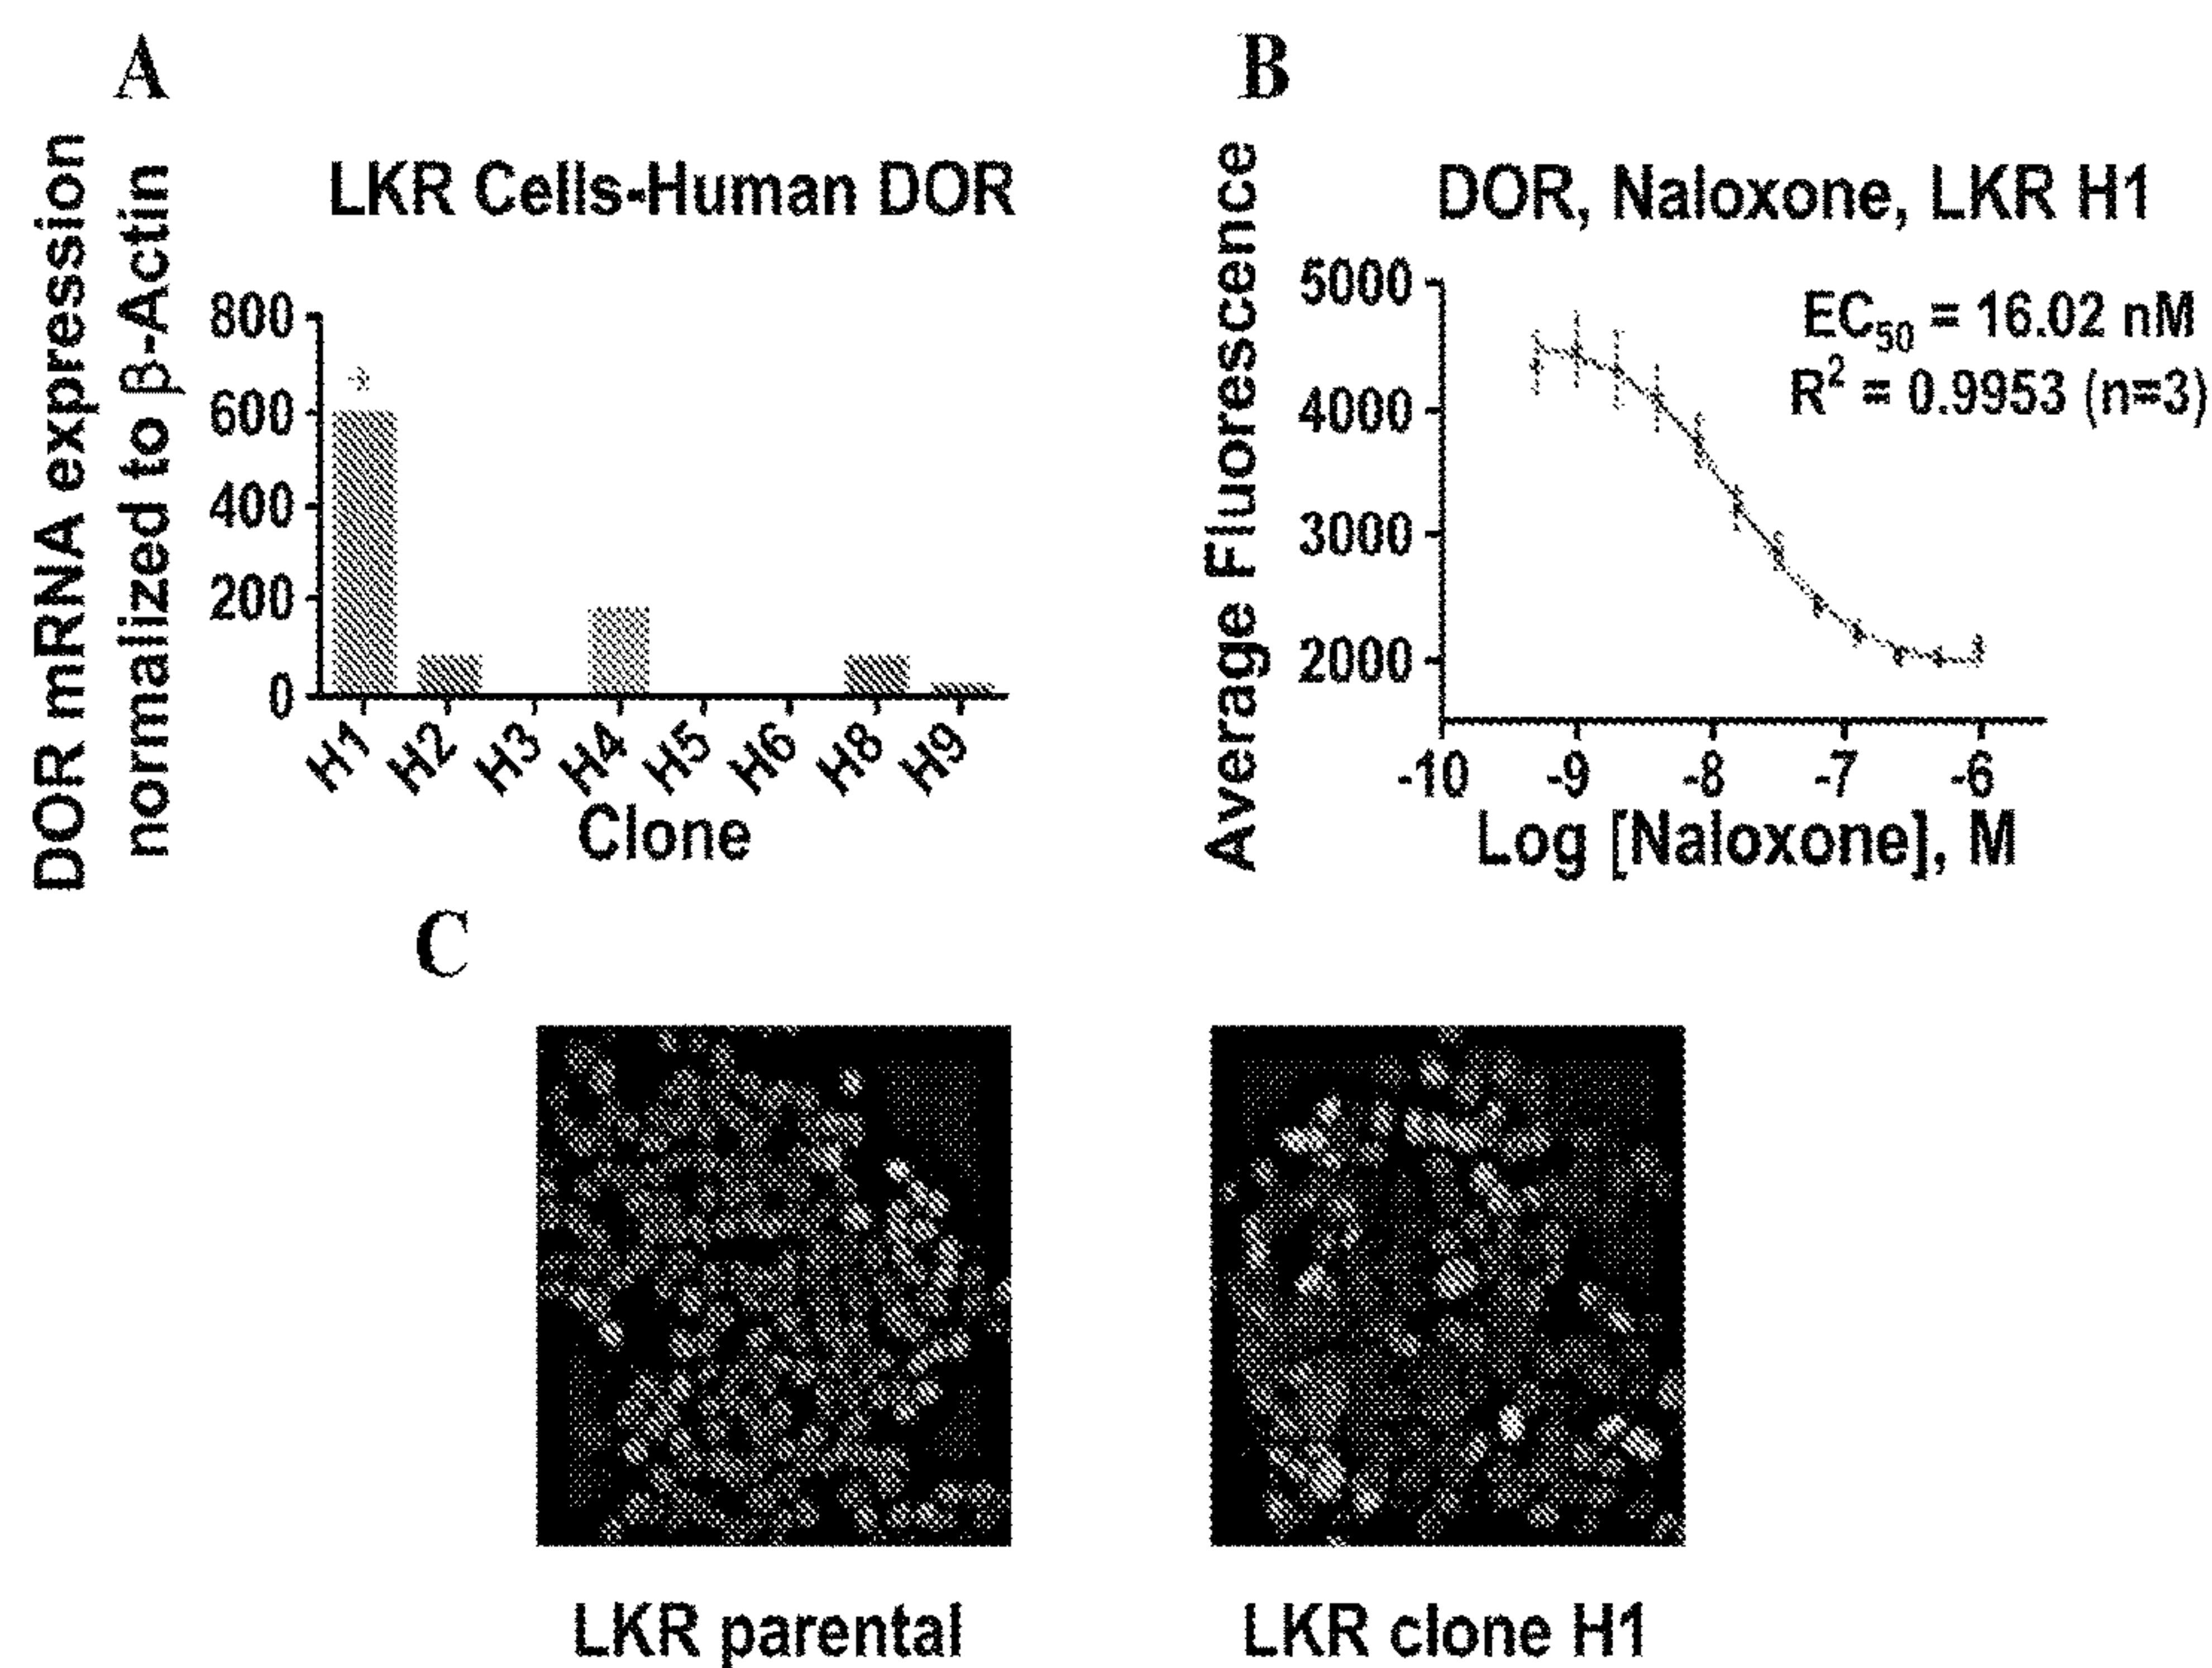 A
DOR mRNA expression
normalized to β-Actin
LKR Cells-Human DOR
800
600
400
200
0
H1 H2 H3 H4 H5 H6 H8 H9
Clone
*
B
Average Fluorescence
DOR, Naloxone, LKR H1
EC50 = 16.02 nM
R2 = 0.9953 (n=3)
5000
4000
3000
2000
-10 -9 -8 -7 -6
Log [Naloxone], M
C
LKR parental
LKR clone H1